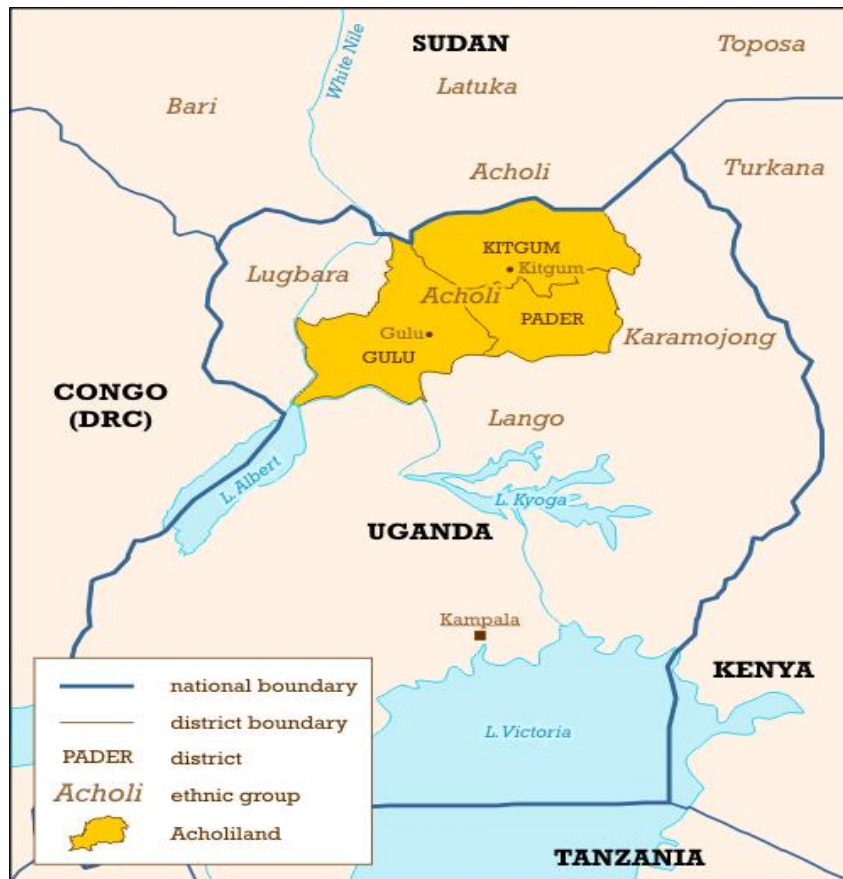 SUDAN
Toposa
White Nile
Latuka
Bari
Acholi
Turkana
KITGUM
Kitgum
Lugbara
Acholi
PADER
Gulu
GULU
Karamojong
CONGO
(DRC)
Lango
L. Albert
L. Kyoga
UGANDA
Kampala
KENYA
L. Victoria
national boundary
district boundary
PADER district
Acholi ethnic group
Acholiland
TANZANIA